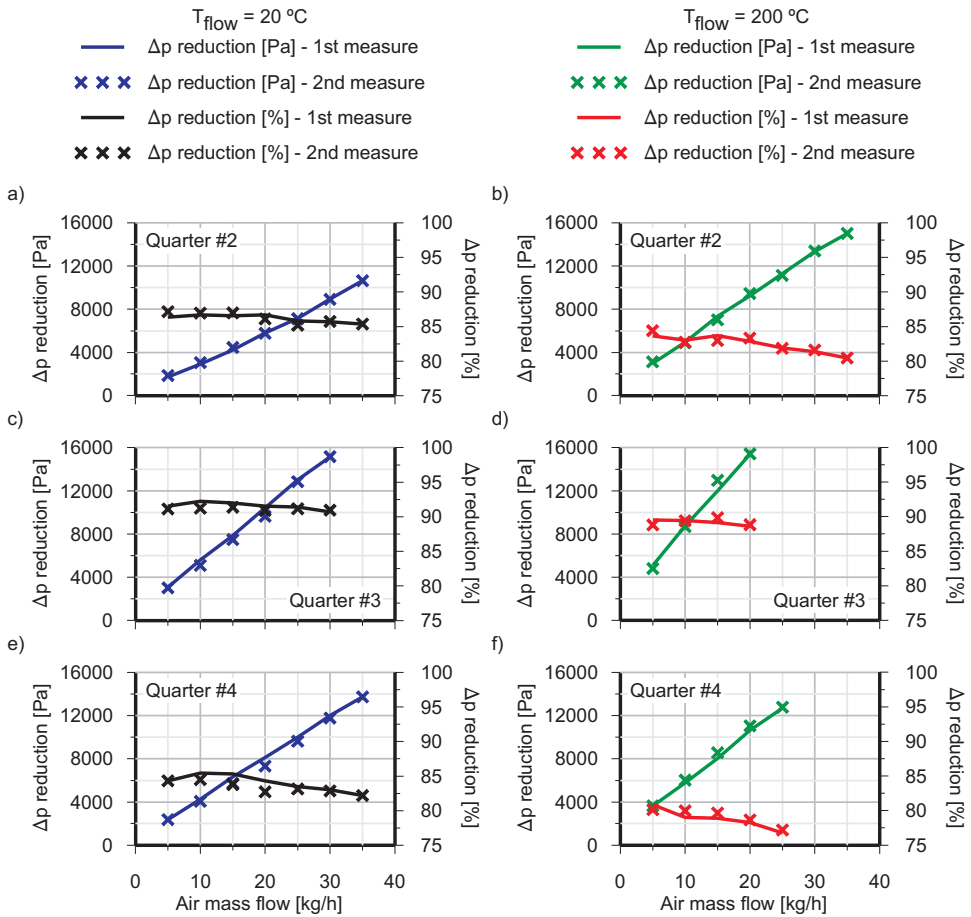 T_flow = 20 ºC
Δp reduction [Pa] - 1st measure
Δp reduction [Pa] - 2nd measure
Δp reduction [%] - 1st measure
Δp reduction [%] - 2nd measure
T_flow = 200 ºC
Δp reduction [Pa] - 1st measure
Δp reduction [Pa] - 2nd measure
Δp reduction [%] - 1st measure
Δp reduction [%] - 2nd measure
a)
Δp reduction [Pa]
16000
12000
8000
4000
0
Quarter #2
100
95
90
85
80
75
Δp reduction
[%]
b)
Δp reduction [Pa]
16000
12000
8000
4000
0
Quarter #2
100
95
90
85
80
75
Δp reduction
[%]
c)
Δp reduction [Pa]
16000
12000
8000
4000
0
Quarter #3
100
95
90
85
80
75
Δp reduction
[%]
d)
Δp reduction [Pa]
16000
12000
8000
4000
0
Quarter #3
100
95
90
85
80
75
Δp reduction
[%]
e)
Δp reduction [Pa]
16000
12000
8000
4000
0
Quarter #4
100
95
90
85
80
75
Δp reduction
[%]
0 10 20 30 40
Air mass flow [kg/h]
f)
Δp reduction [Pa]
16000
12000
8000
4000
0
Quarter #4
100
95
90
85
80
75
Δp reduction
[%]
0 10 20 30 40
Air mass flow [kg/h]